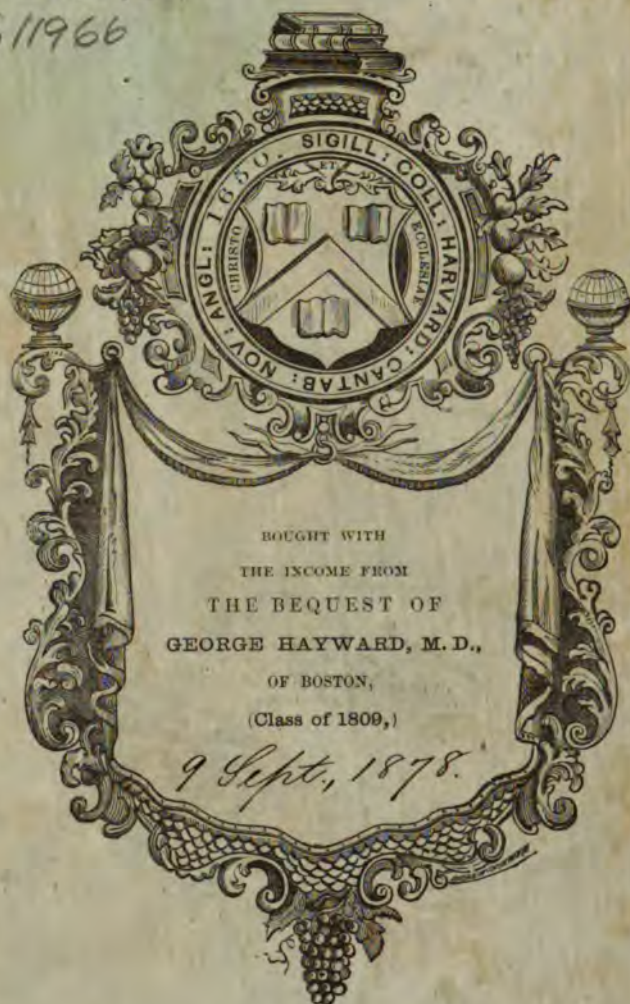 11966
SIGILL: COLL: HARVARD: CANTAB: NOV: ANGL: 1650.
ET
CHRISTO
ECCLESIAE
BOUGHT WITH
THE INCOME FROM
THE BEQUEST OF
GEORGE HAYWARD, M. D.,
OF BOSTON,
(Class of 1809,)
9 Sept., 1878.